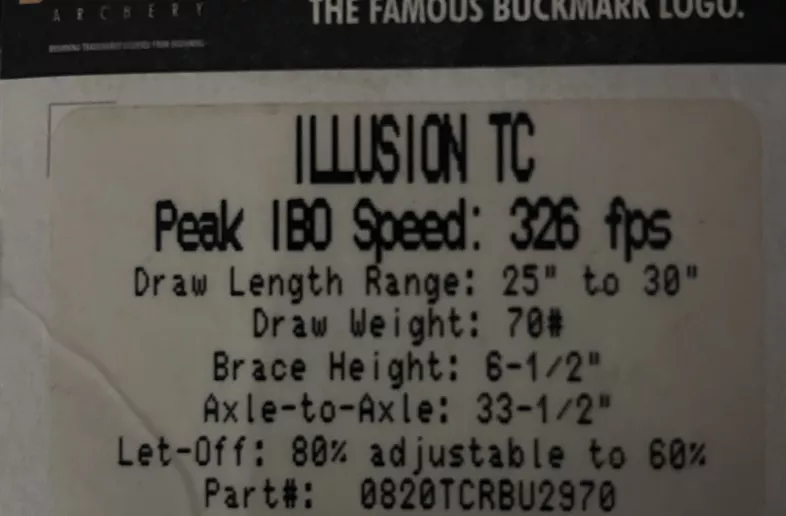 ARCHERY
THE FAMOUS BUCKMARK LOGO.
ILLUSION TC
Peak IBO Speed: 326 fps
Draw Length Range: 25" to 30"
Draw Weight: 70#
Brace Height: 6-1/2"
Axle-to-Axle: 33-1/2"
Let-Off: 80% adjustable to 60%
Part#: 0820TCRBU2970